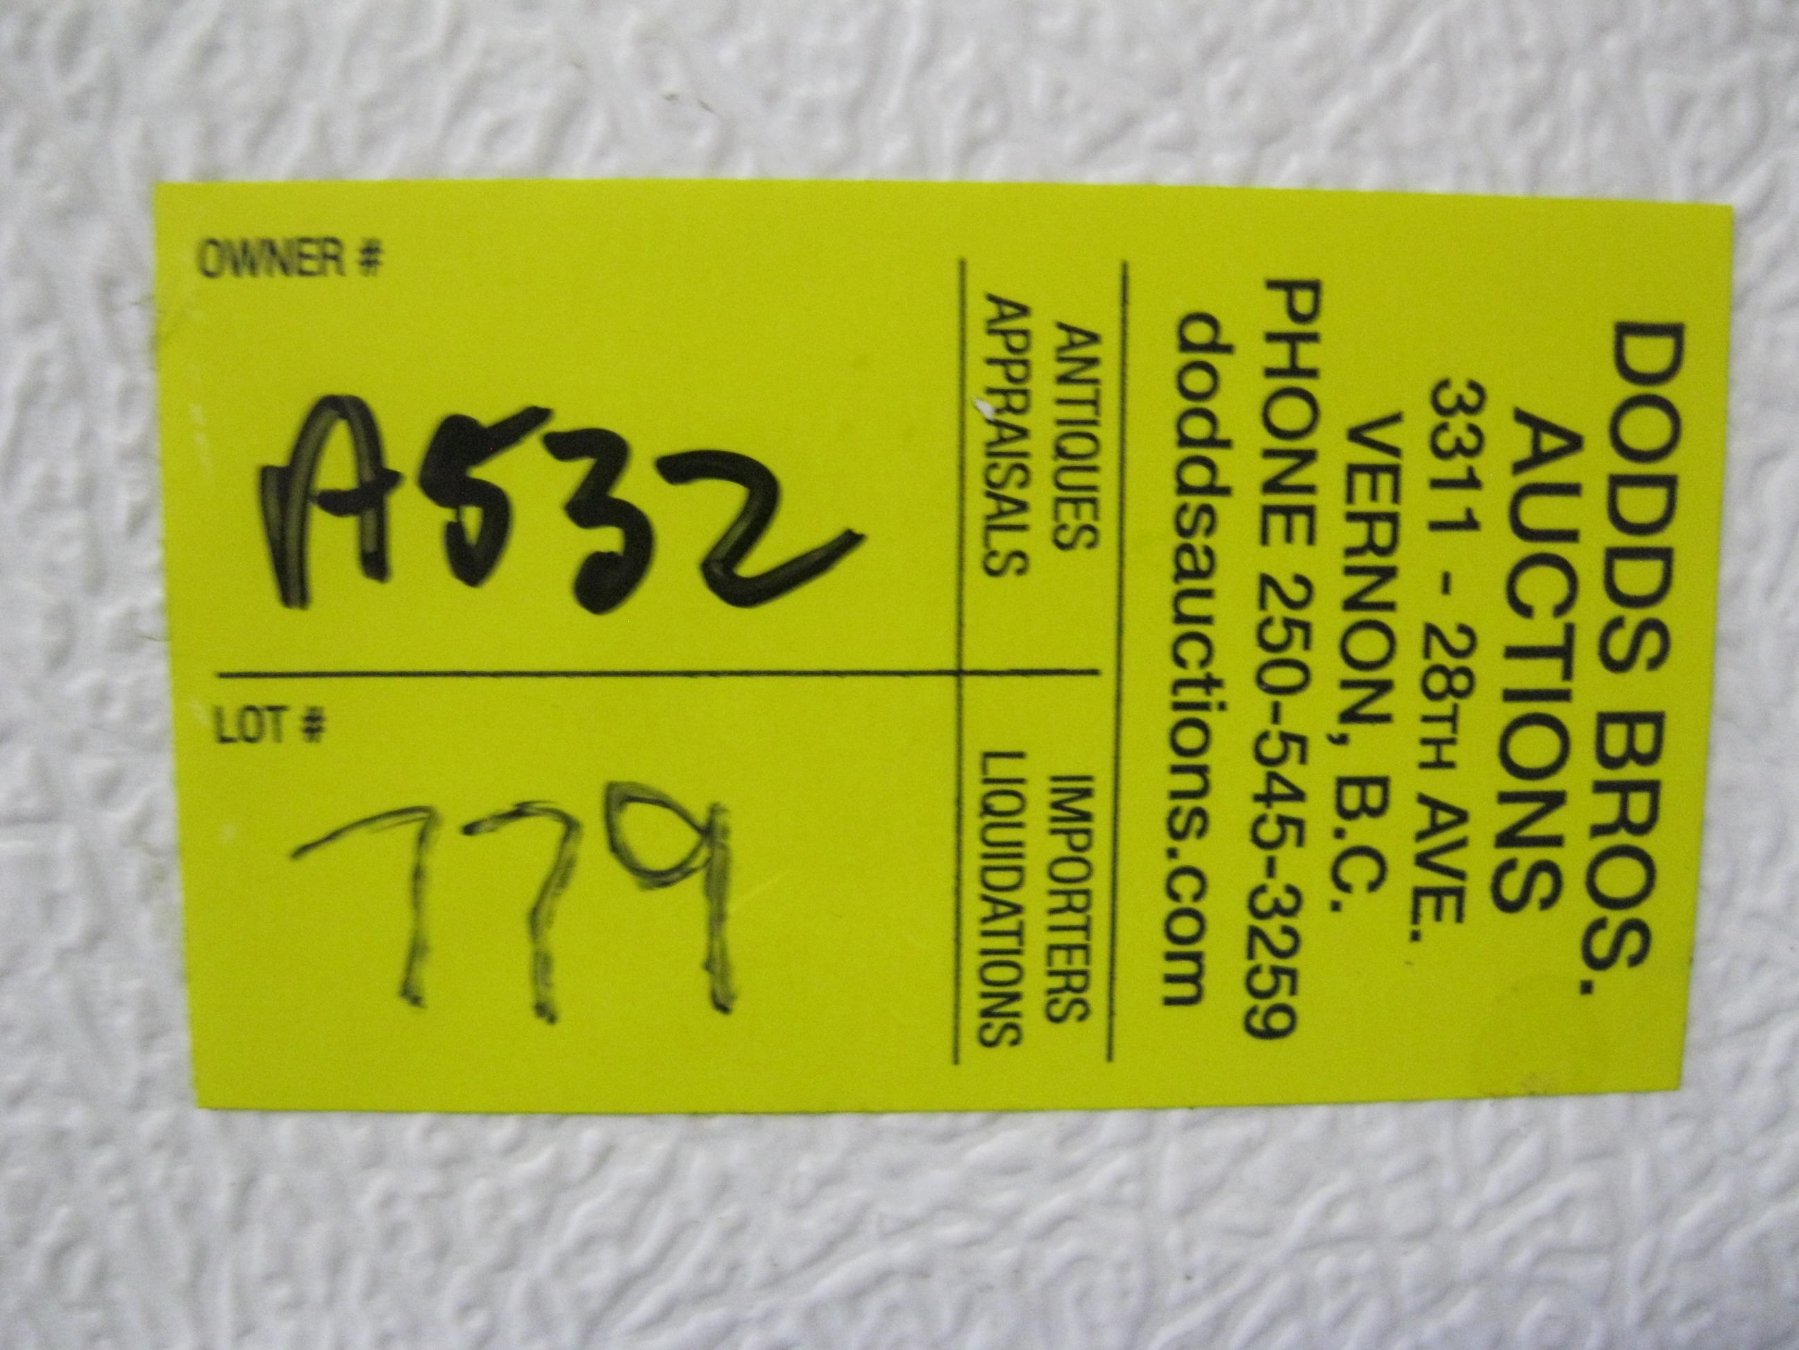 DODDS BROS.
AUCTIONS
3311 - 28TH AVE.
VERNON, B.C.
PHONE 250-545-3259
doddsauctions.com
ANTIQUES
APPRAISALS
IMPORTERS
LIQUIDATIONS
OWNER #
A532
LOT #
779